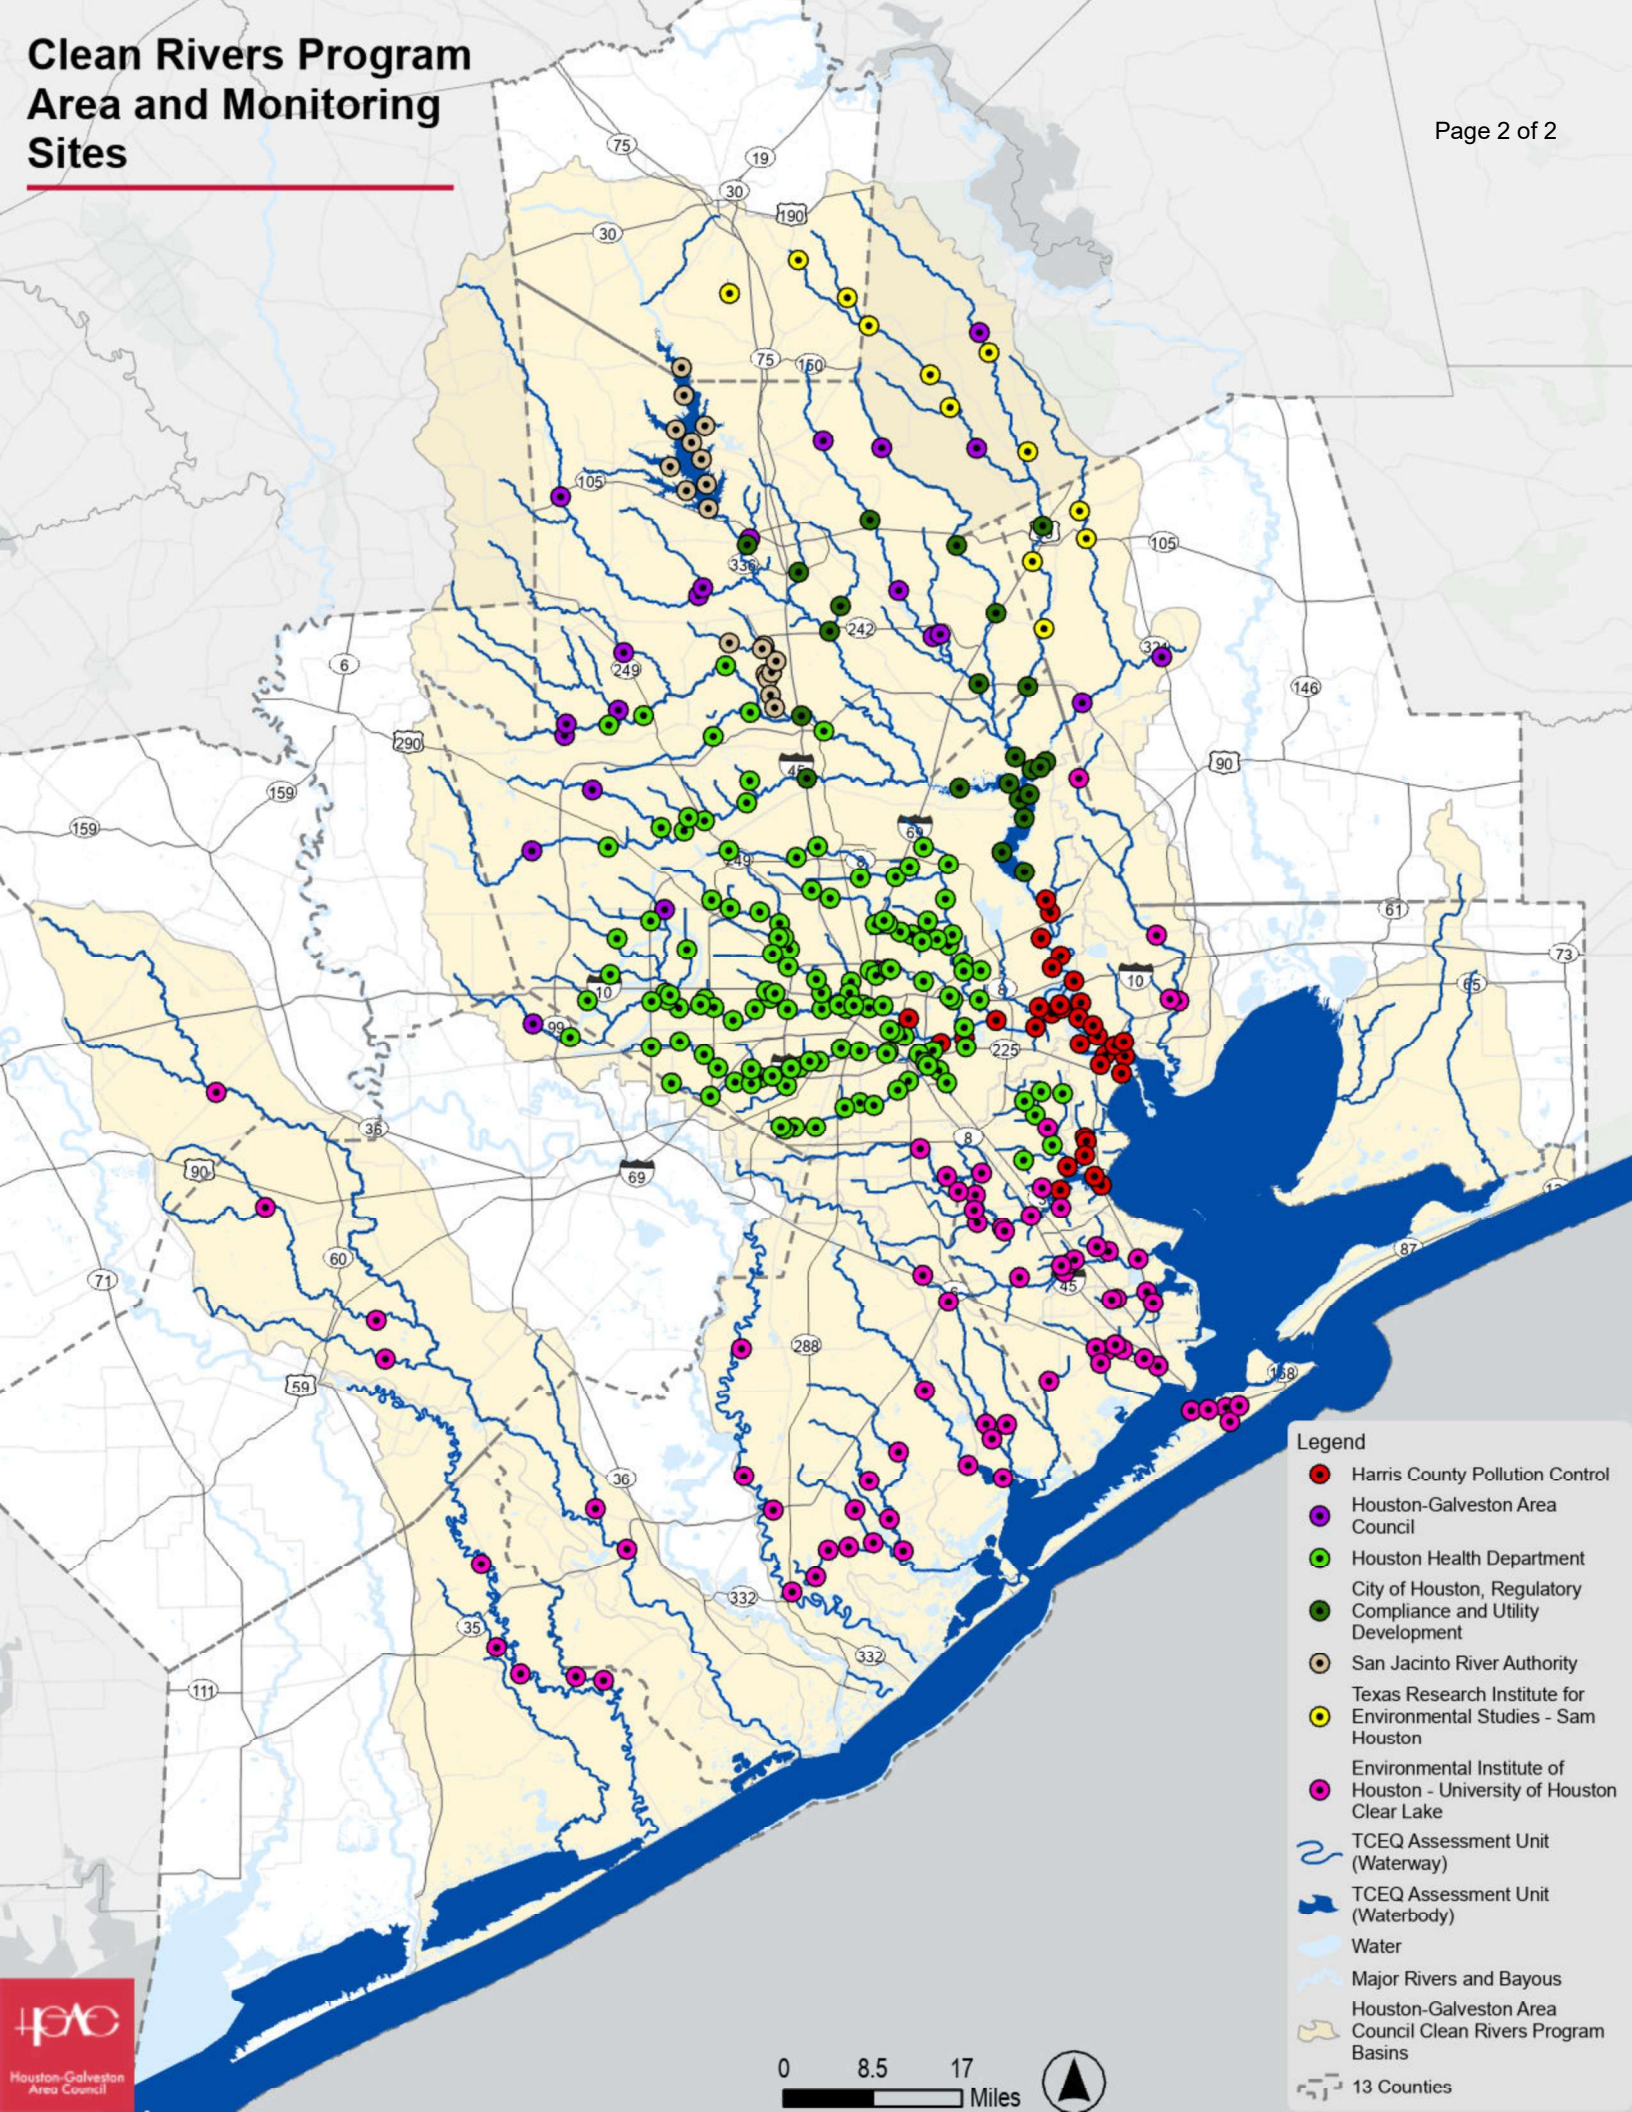 Clean Rivers Program
Area and Monitoring
Sites
Page 2 of 2
75
19
30
190
30
75
150
105
105
336
242
321
249
6
146
290
45
90
159
159
69
249
8
61
73
10
10
65
8
99
225
36
8
90
69
87
60
71
45
6
288
168
59
36
332
35
332
111
Legend
Harris County Pollution Control
Houston-Galveston Area
Council
Houston Health Department
City of Houston, Regulatory
Compliance and Utility
Development
San Jacinto River Authority
Texas Research Institute for
Environmental Studies - Sam
Houston
Environmental Institute of
Houston - University of Houston
Clear Lake
TCEQ Assessment Unit
(Waterway)
TCEQ Assessment Unit
(Waterbody)
Water
Major Rivers and Bayous
Houston-Galveston Area
Council Clean Rivers Program
Basins
13 Counties
HGAC
Houston-Galveston
Area Council
0 8.5 17
Miles